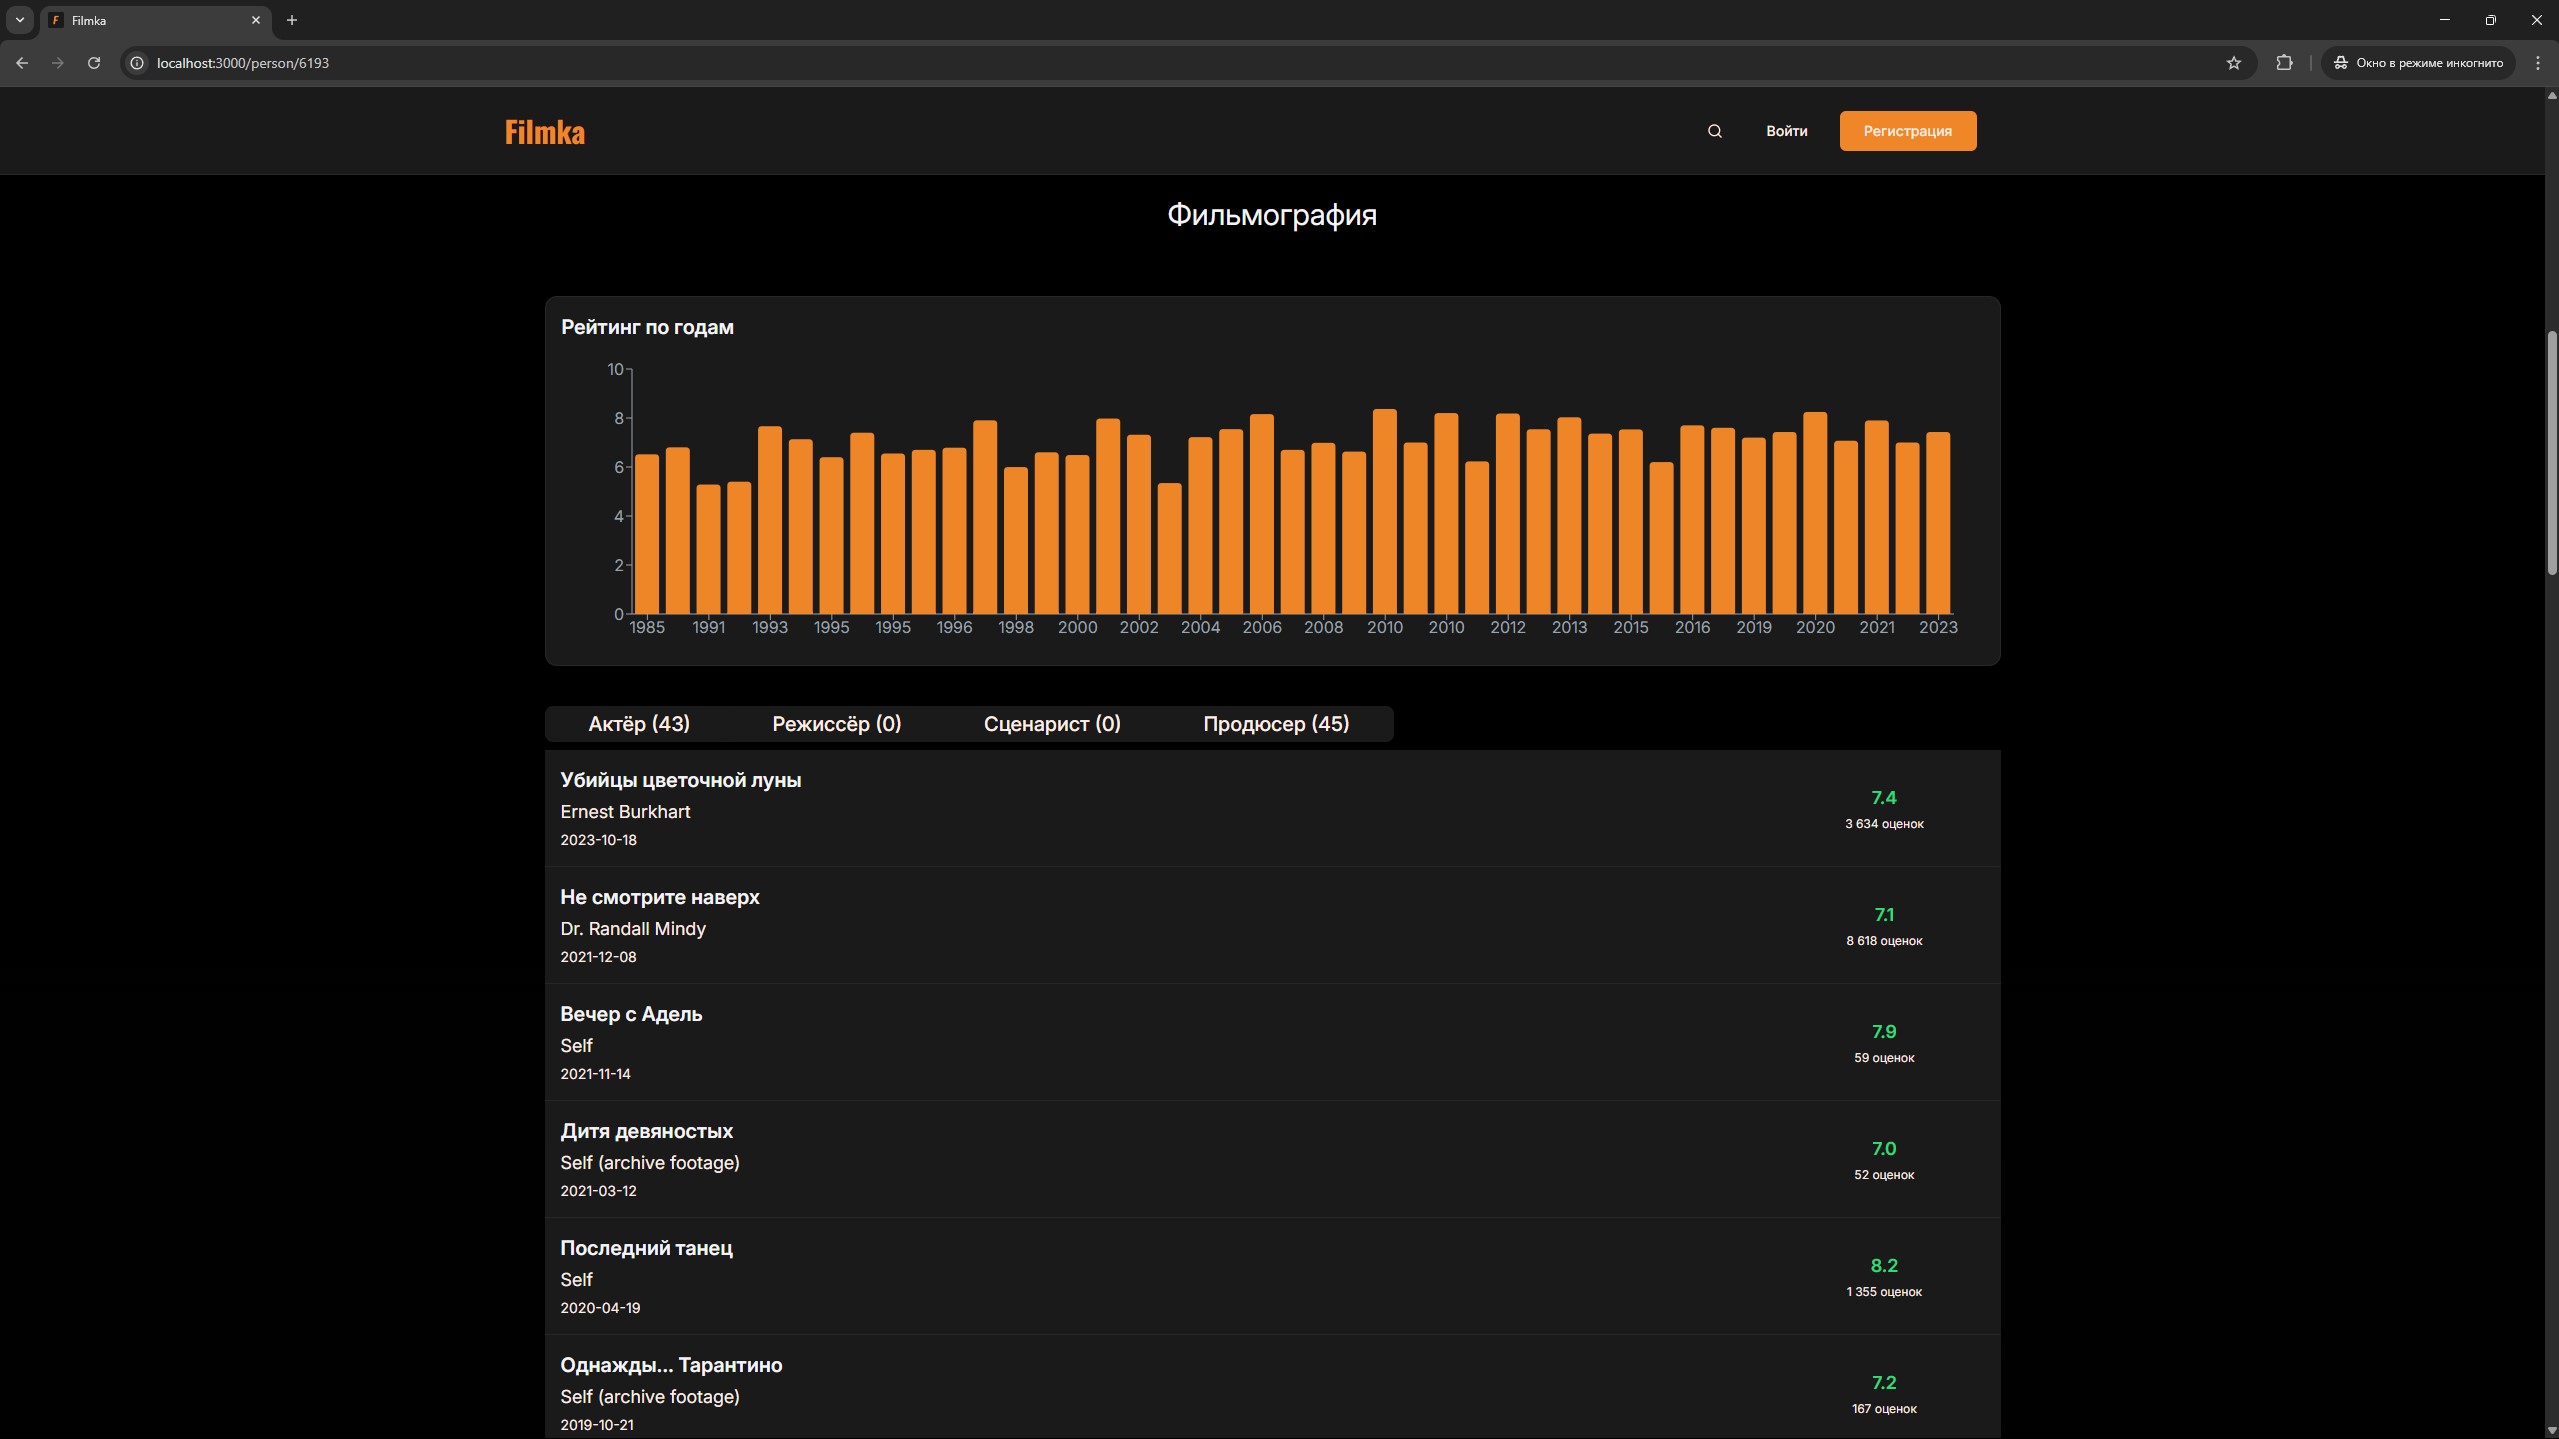 Filmka
localhost:3000/person/6193
Окно в режиме инкогнито
Filmka
Войти
Регистрация
Фильмография
Рейтинг по годам
10
8
6
4
2
0
1985 1991 1993 1995 1995 1996 1998 2000 2002 2004 2006 2008 2010 2010 2012 2013 2015 2016 2019 2020 2021 2023
Актёр (43) Режиссёр (0) Сценарист (0) Продюсер (45)
Убийцы цветочной луны
Ernest Burkhart
2023-10-18
7.4
3 634 оценок
Не смотрите наверх
Dr. Randall Mindy
2021-12-08
7.1
8 618 оценок
Вечер с Адель
Self
2021-11-14
7.9
59 оценок
Дитя девяностых
Self (archive footage)
2021-03-12
7.0
52 оценок
Последний танец
Self
2020-04-19
8.2
1 355 оценок
Однажды... Тарантино
Self (archive footage)
2019-10-21
7.2
167 оценок